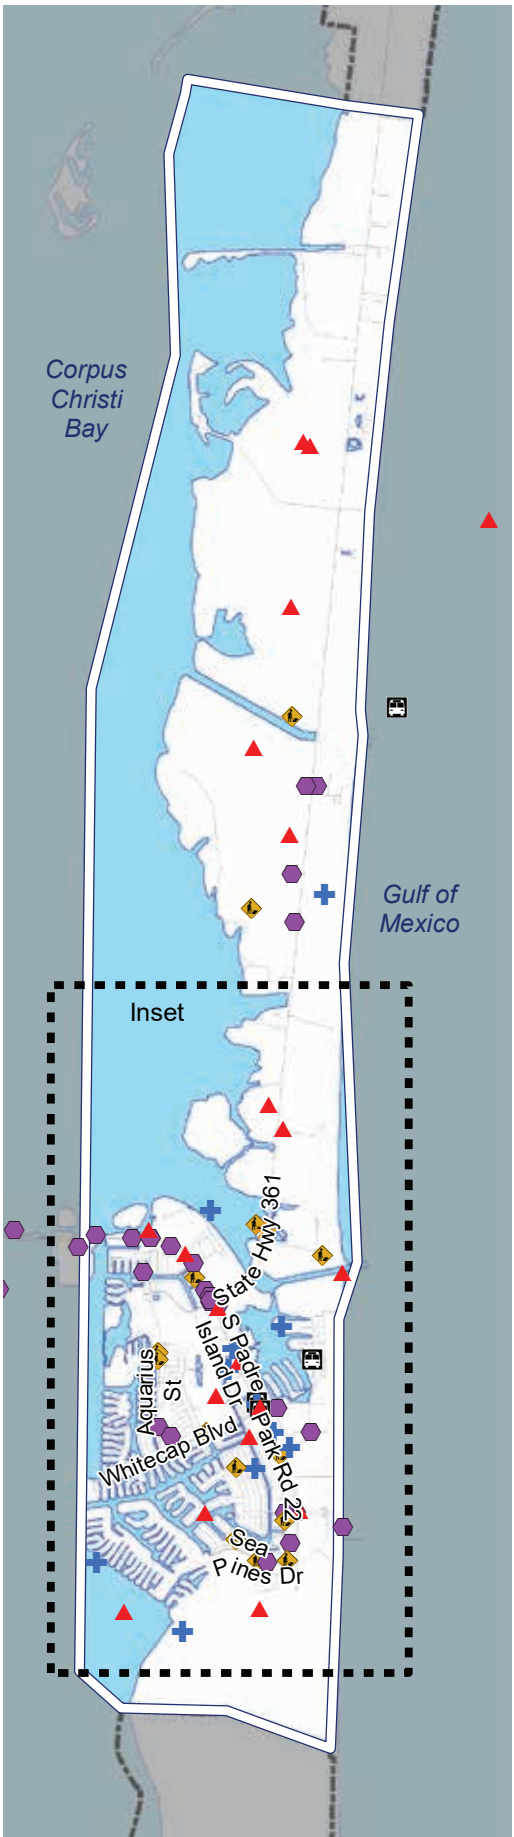 Corpus
Christi
Bay
Gulf of
Mexico
Inset
State Hwy 361
S Padre
Island Dr
Aquarius
St
Park Rd 22
Whitecap Blvd
Sea
Pines Dr